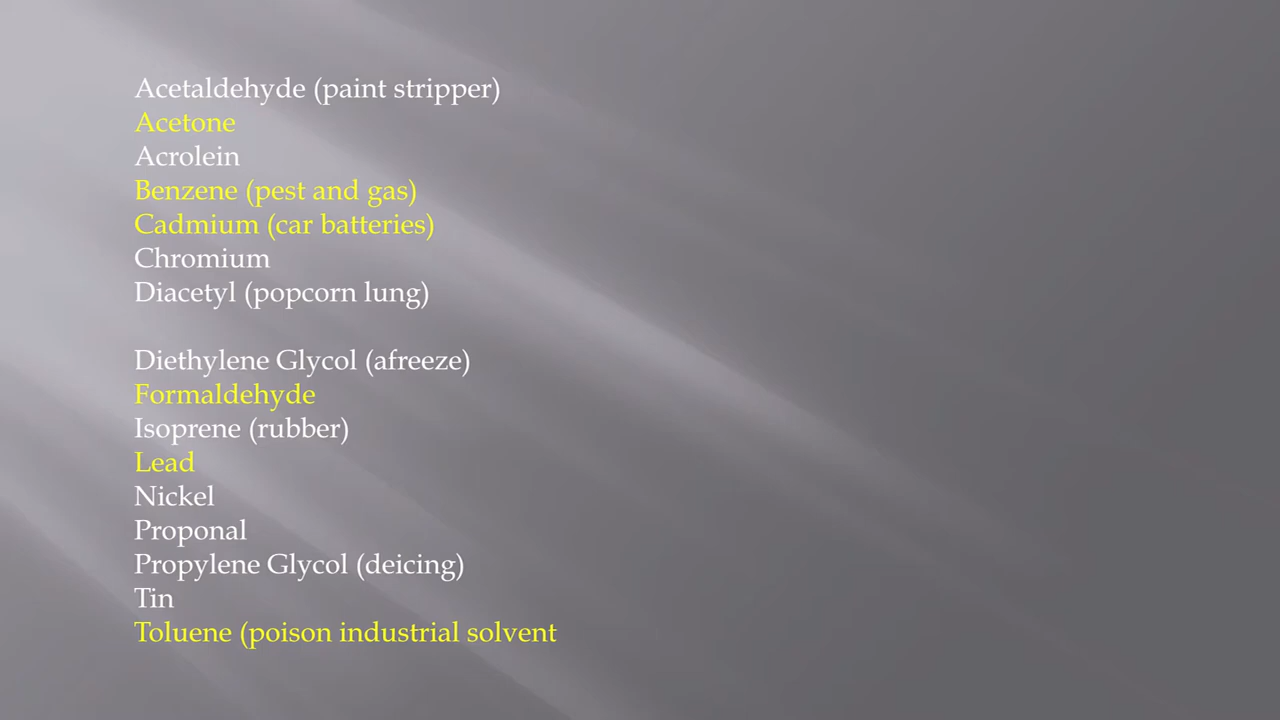 Acetaldehyde (paint stripper)
Acetone
Acrolein
Benzene (pest and gas)
Cadmium (car batteries)
Chromium
Diacetyl (popcorn lung)
Diethylene Glycol (afreeze)
Formaldehyde
Isoprene (rubber)
Lead
Nickel
Proponal
Propylene Glycol (deicing)
Tin
Toluene (poison industrial solvent